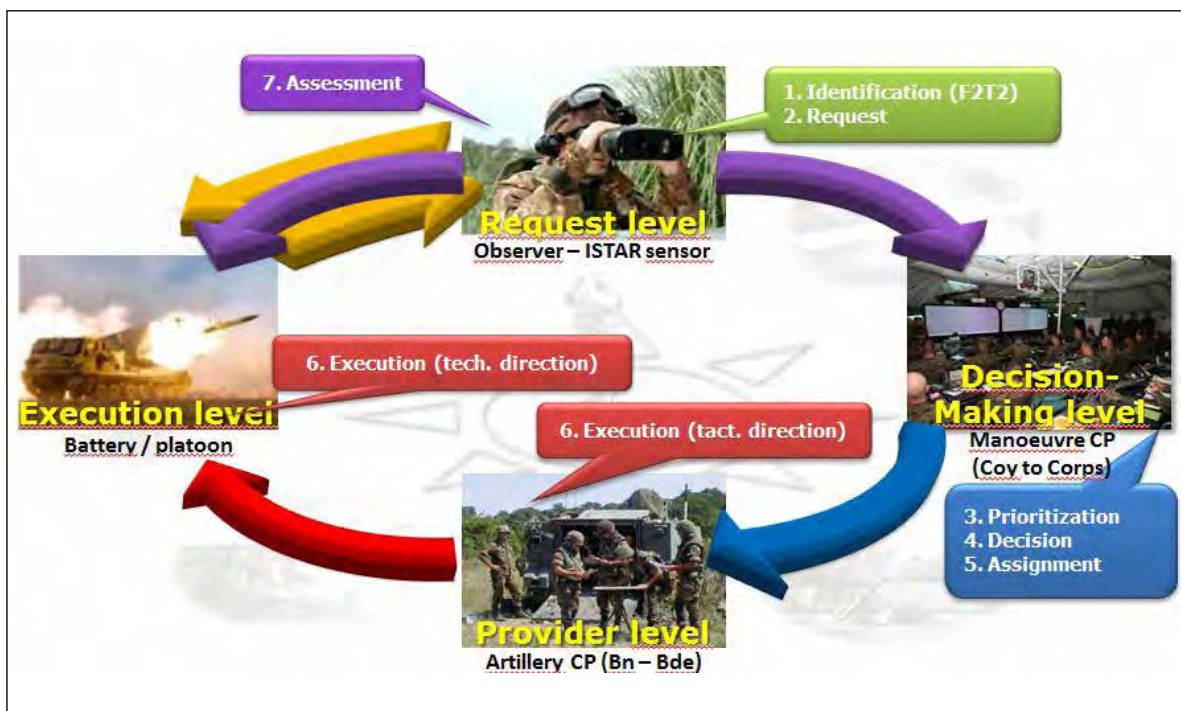 7. Assessment
1. Identification (F2T2)
2. Request
Request level
Observer – ISTAR sensor
6. Execution (tech. direction)
Execution level
Battery / platoon
Decision-
Making level
Manoeuvre CP
(Coy to Corps)
6. Execution (tact. direction)
3. Prioritization
4. Decision
5. Assignment
Provider level
Artillery CP (Bn – Bde)